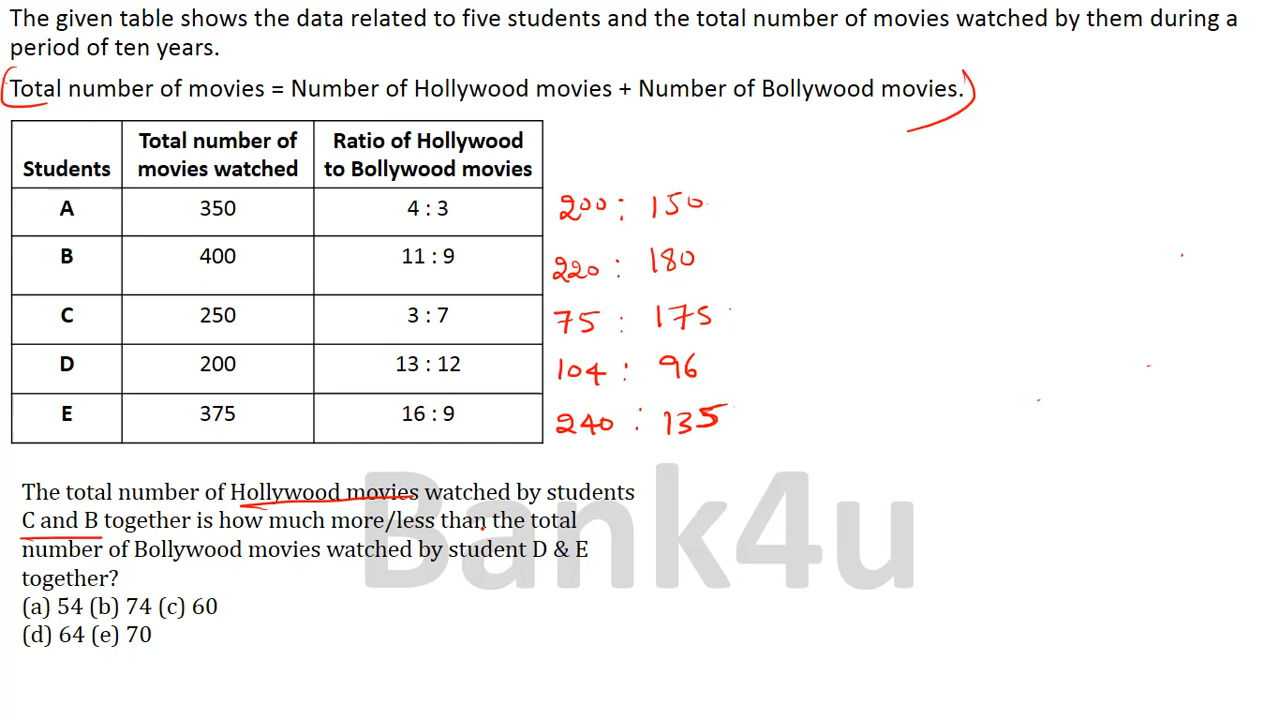 The given table shows the data related to five students and the total number of movies watched by them during a
period of ten years.
Total number of movies = Number of Hollywood movies + Number of Bollywood movies.
Students | Total number of movies watched | Ratio of Hollywood to Bollywood movies
A | 350 | 4 : 3 200 : 150
B | 400 | 11 : 9 220 : 180
C | 250 | 3 : 7 75 : 175
D | 200 | 13 : 12 104 : 96
E | 375 | 16 : 9 240 : 135
Bank4u
The total number of Hollywood movies watched by students
C and B together is how much more/less than the total
number of Bollywood movies watched by student D & E
together?
(a) 54 (b) 74 (c) 60
(d) 64 (e) 70